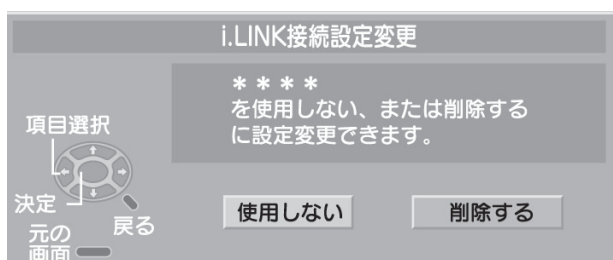 i.LINK接続設定変更
＊＊＊＊
を使用しない、または削除する
に設定変更できます。
項目選択
決定
戻る
元の
画面
使用しない
削除する